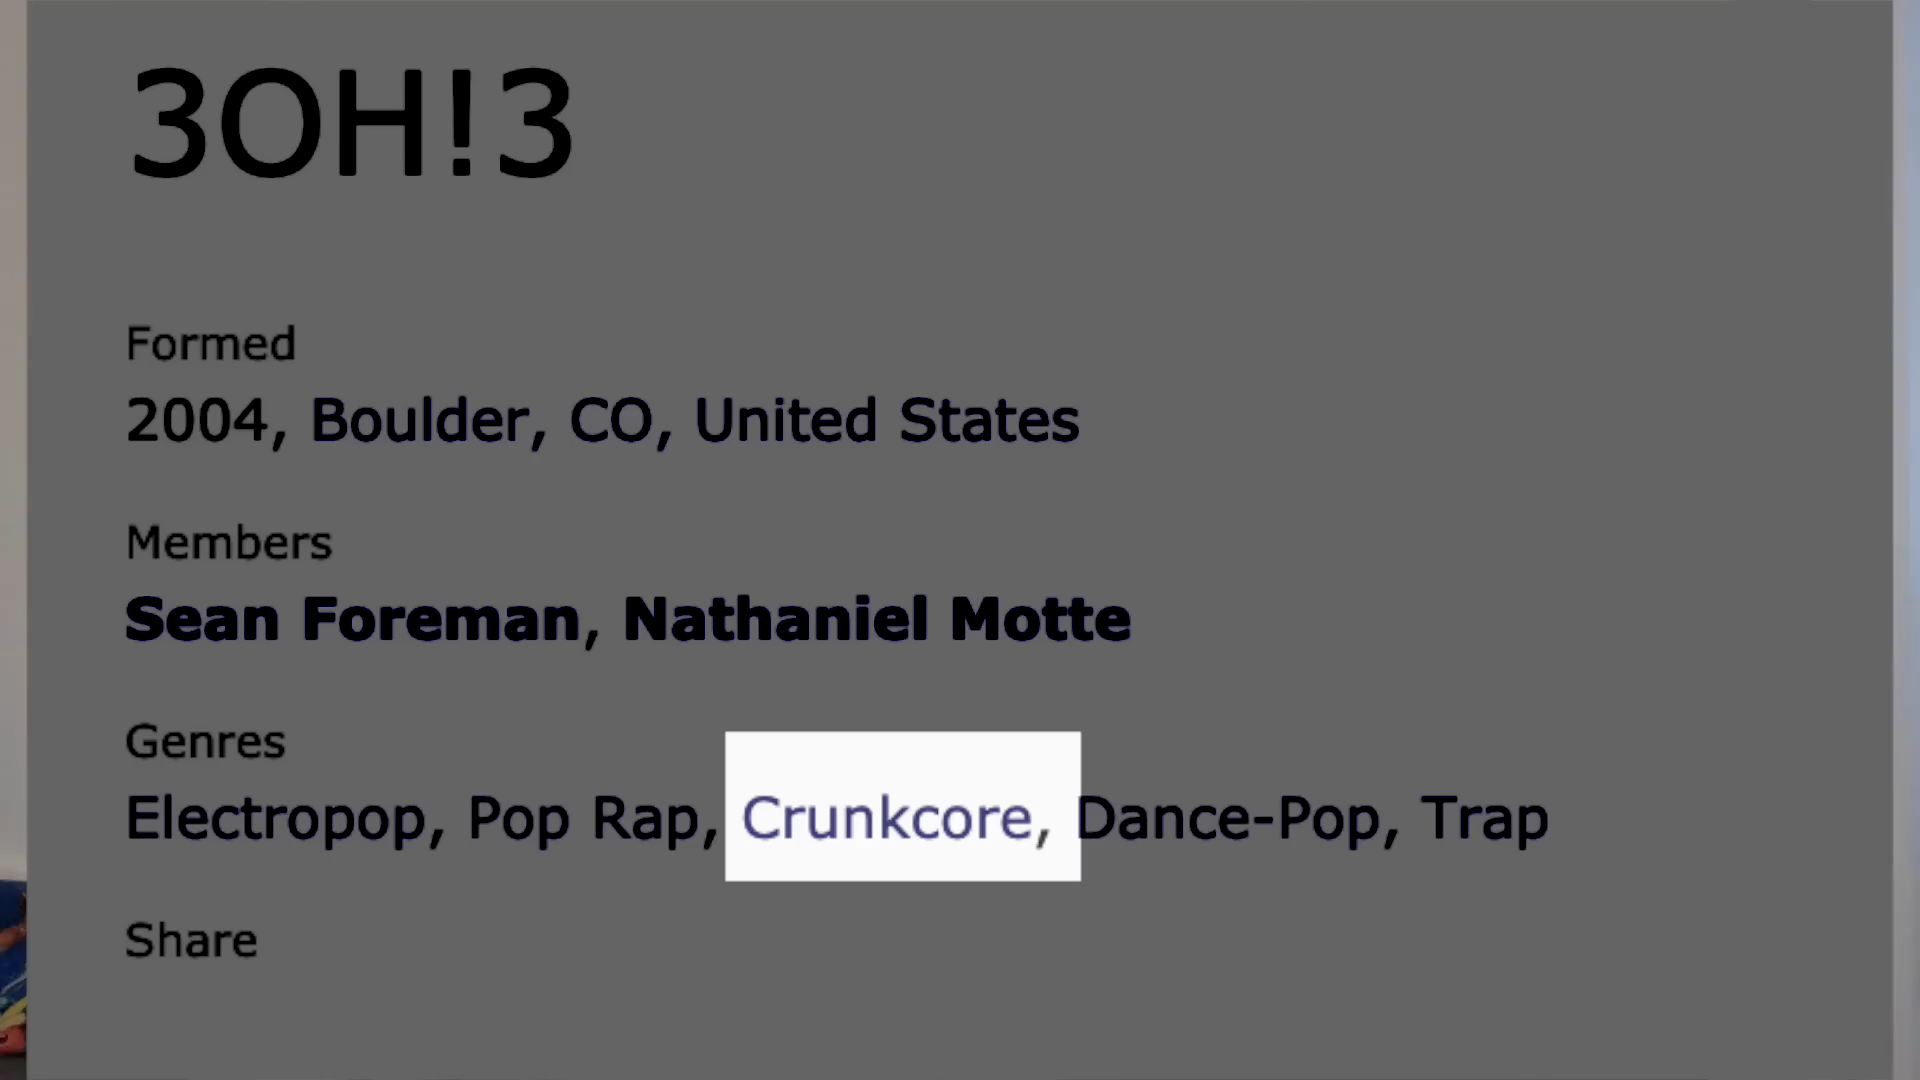 3OH!3
Formed
2004, Boulder, CO, United States
Members
Sean Foreman, Nathaniel Motte
Genres
Electropop, Pop Rap, Crunkcore, Dance-Pop, Trap
Share